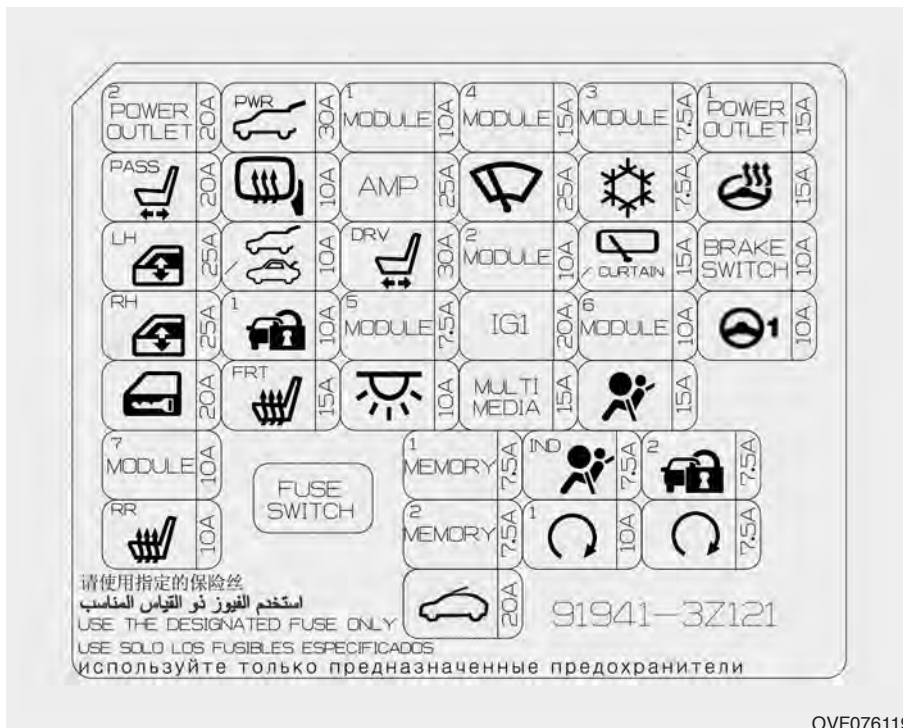 2 POWER OUTLET 20A PWR 30A 1 MODULE 10A 4 MODULE 15A 3 MODULE 7.5A 1 POWER OUTLET 15A
PASS 20A 10A AMP 25A 25A 7.5A 15A
LH 25A / 10A DRV 30A 2 MODULE 10A / CURTAIN 15A BRAKE SWITCH 10A
RH 25A 1 10A 5 MODULE 7.5A IG1 20A 6 MODULE 10A 1 10A
20A FRT 15A 10A MULTI MEDIA 15A 15A
7 MODULE 10A FUSE SWITCH 1 MEMORY 7.5A IND 7.5A 2 7.5A
RR 10A 2 MEMORY 7.5A 1 10A 7.5A
请使用指定的保险丝
استخدم الفيوز ذو القياس المناسب
USE THE DESIGNATED FUSE ONLY 20A 91941-3Z121
USE SOLO LOS FUSIBLES ESPECIFICADOS
используйте только предназначенные предохранители
OVF076119